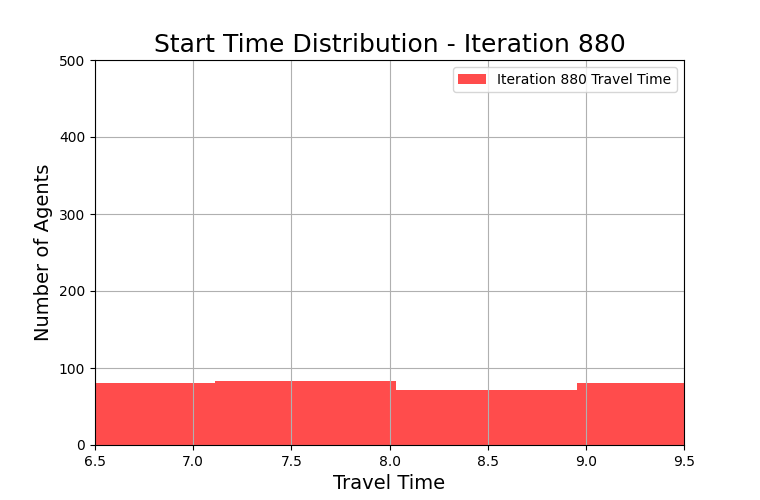 Start Time Distribution - Iteration 880
Iteration 880 Travel Time
Number of Agents
500
400
300
200
100
0
6.5 7.0 7.5 8.0 8.5 9.0 9.5
Travel Time